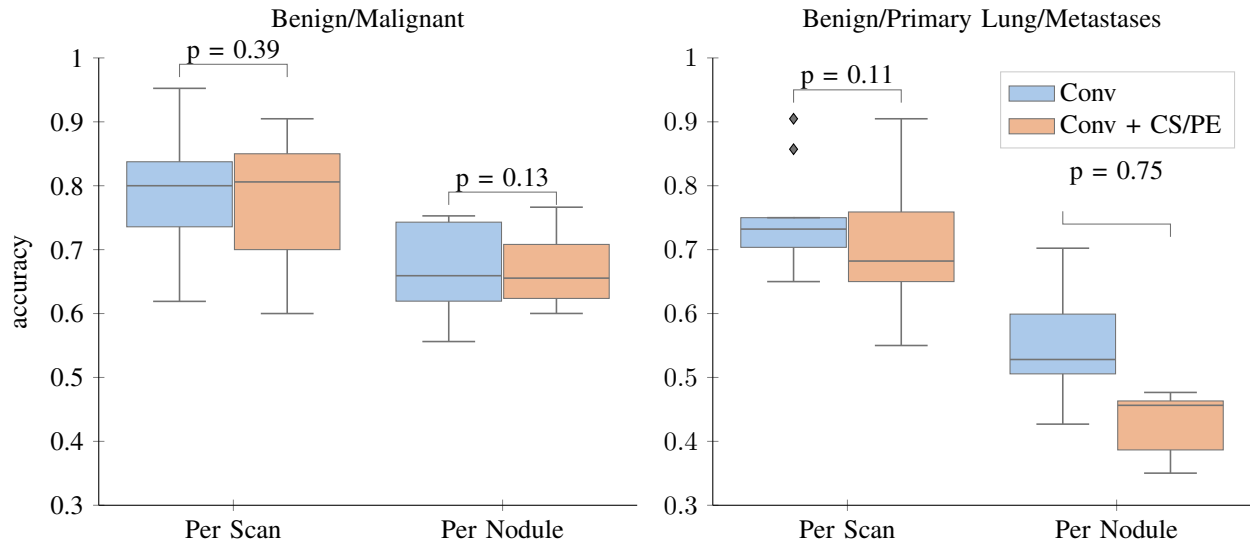 Benign/Malignant
p = 0.39
p = 0.13
1
0.9
0.8
0.7
0.6
0.5
0.4
0.3
accuracy
Per Scan
Per Nodule
Benign/Primary Lung/Metastases
p = 0.11
Conv
Conv + CS/PE
p = 0.75
1
0.9
0.8
0.7
0.6
0.5
0.4
0.3
Per Scan
Per Nodule